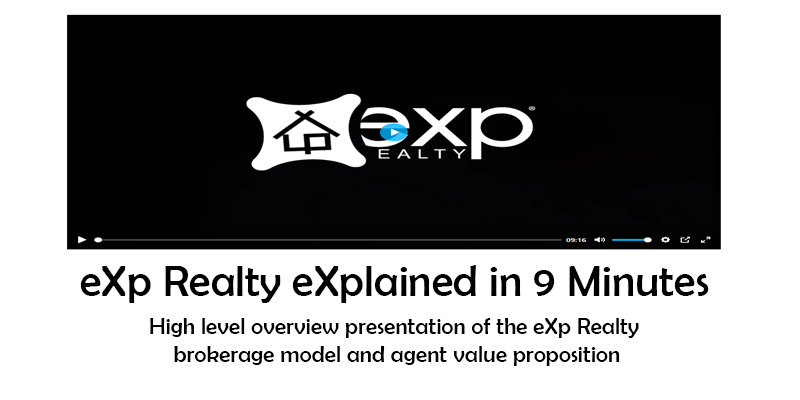 eXp
®
EALTY
09:16
eXp Realty eXplained in 9 Minutes
High level overview presentation of the eXp Realty
brokerage model and agent value proposition